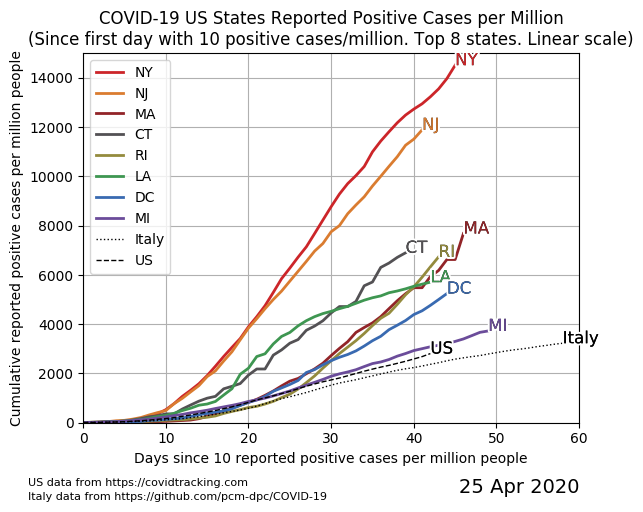 COVID-19 US States Reported Positive Cases per Million
(Since first day with 10 positive cases/million. Top 8 states. Linear scale)
Cumulative reported positive cases per million people
14000
12000
10000
8000
6000
4000
2000
0
NY
NJ
MA
CT
RI
LA
DC
MI
Italy
US
NY
NJ
MA
CT
RI
LA
DC
MI
Italy
US
0 10 20 30 40 50 60
Days since 10 reported positive cases per million people
US data from https://covidtracking.com
Italy data from https://github.com/pcm-dpc/COVID-19
25 Apr 2020